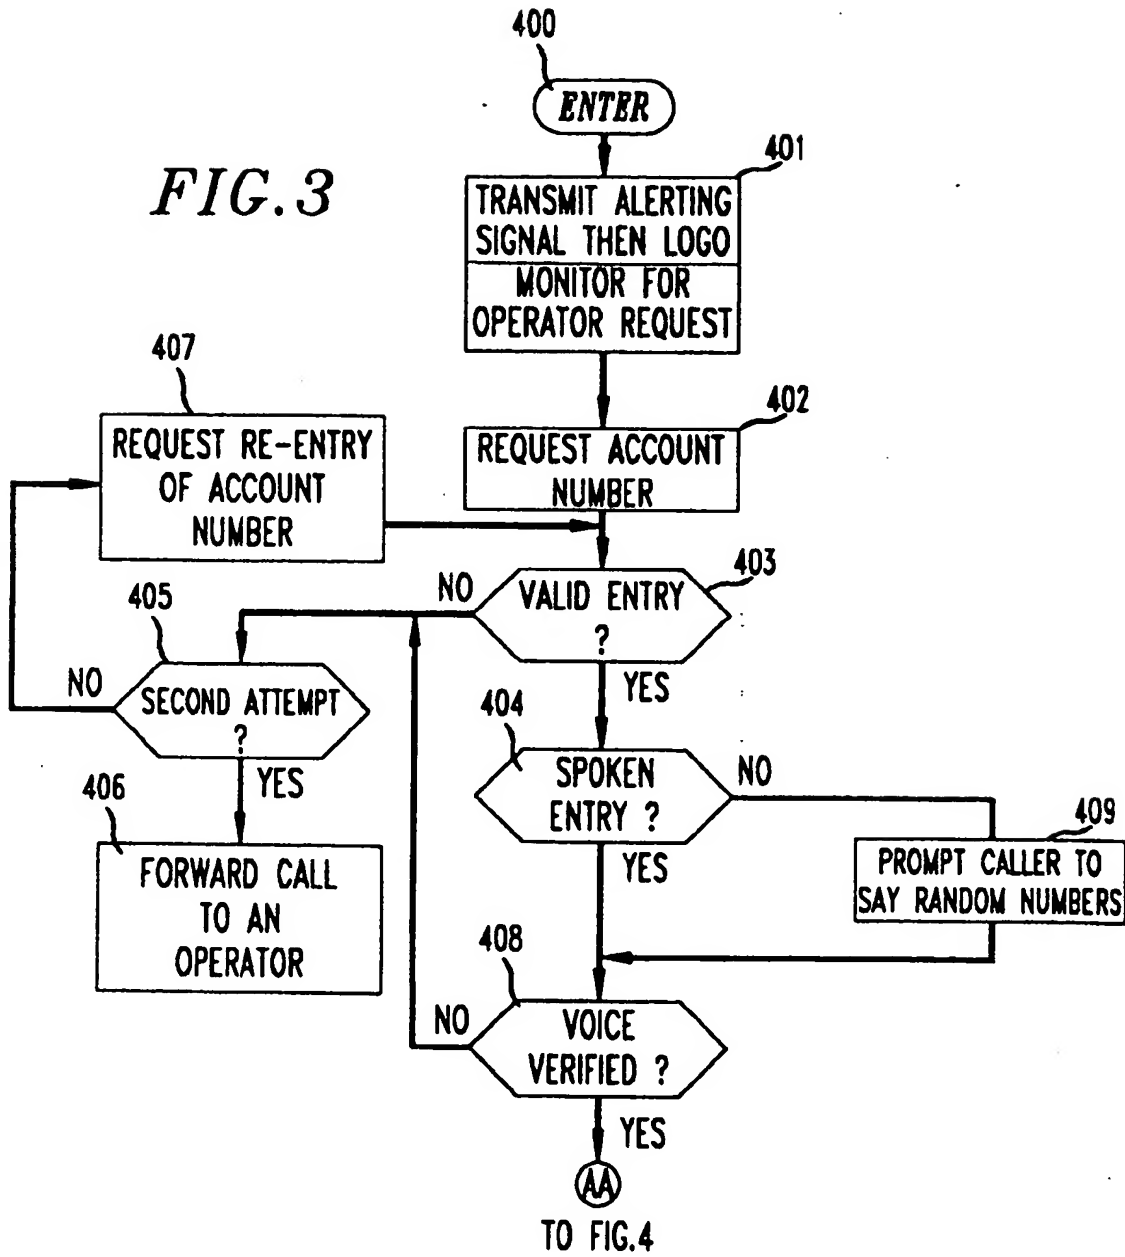 400
ENTER
FIG.3
401
TRANSMIT ALERTING
SIGNAL THEN LOGO
MONITOR FOR
OPERATOR REQUEST
407
REQUEST RE-ENTRY
OF ACCOUNT
NUMBER
402
REQUEST ACCOUNT
NUMBER
403
VALID ENTRY
?
NO
YES
405
SECOND ATTEMPT
?
NO
YES
406
FORWARD CALL
TO AN
OPERATOR
404
SPOKEN
ENTRY ?
NO
YES
409
PROMPT CALLER TO
SAY RANDOM NUMBERS
408
VOICE
VERIFIED ?
NO
YES
AA
TO FIG.4